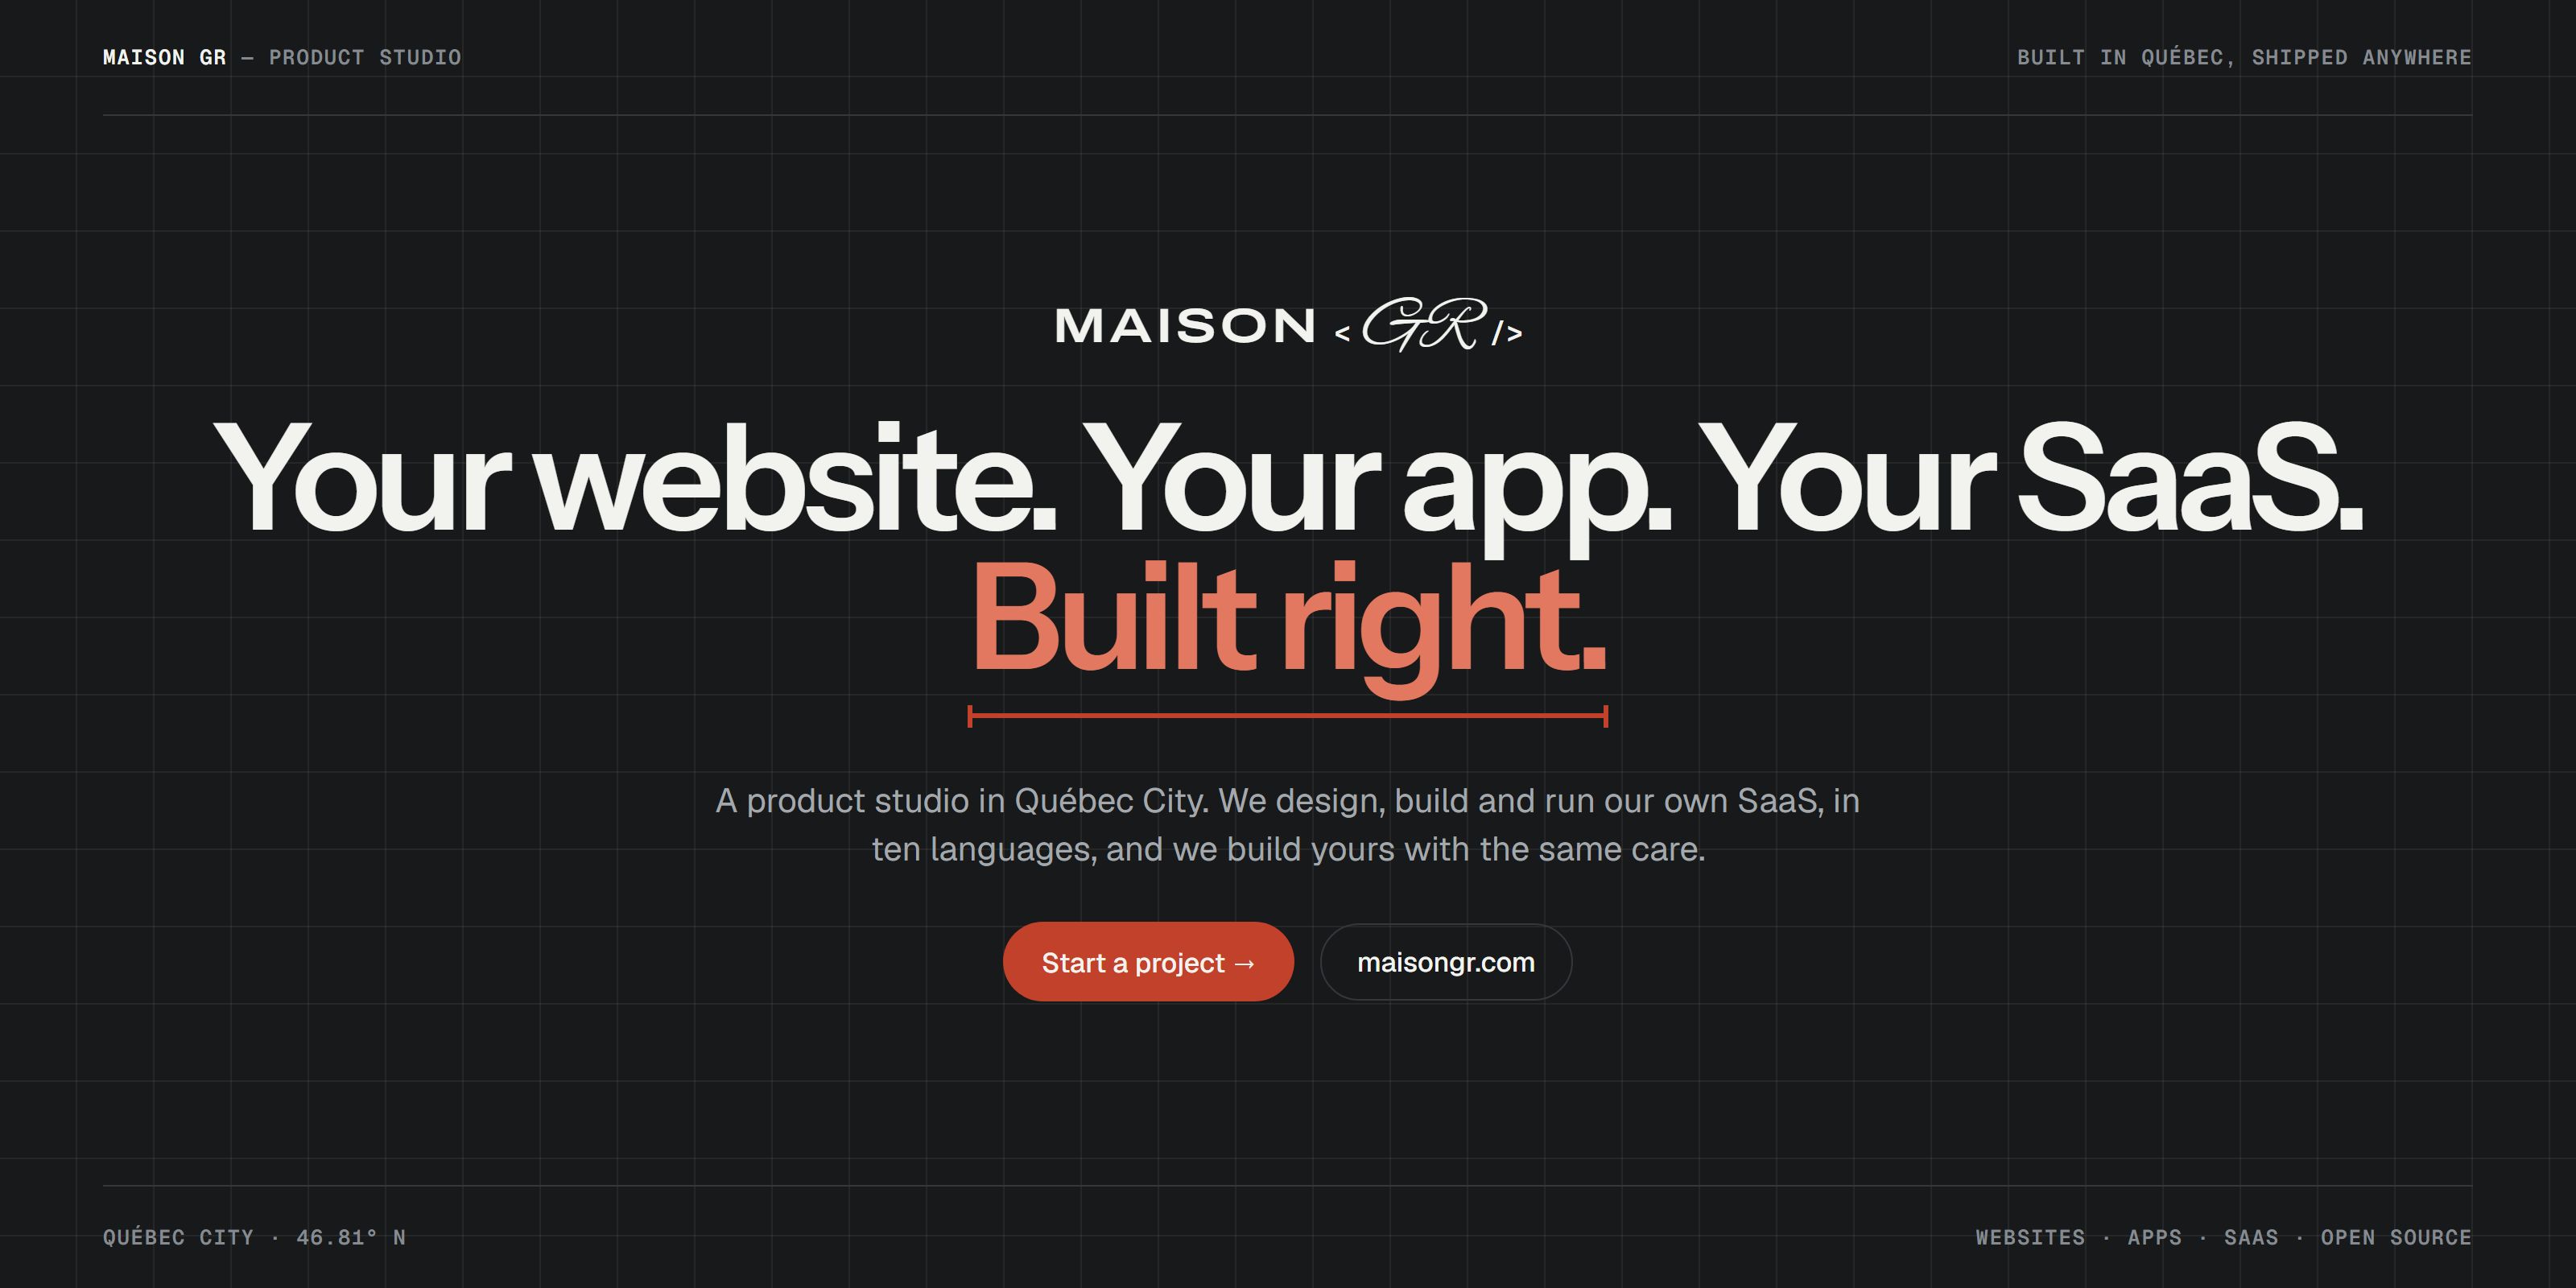 MAISON GR — PRODUCT STUDIO
BUILT IN QUÉBEC, SHIPPED ANYWHERE
MAISON <GR/>
Your website. Your app. Your SaaS.
Built right.
A product studio in Québec City. We design, build and run our own SaaS, in
ten languages, and we build yours with the same care.
Start a project →
maisongr.com
QUÉBEC CITY · 46.81° N
WEBSITES · APPS · SAAS · OPEN SOURCE